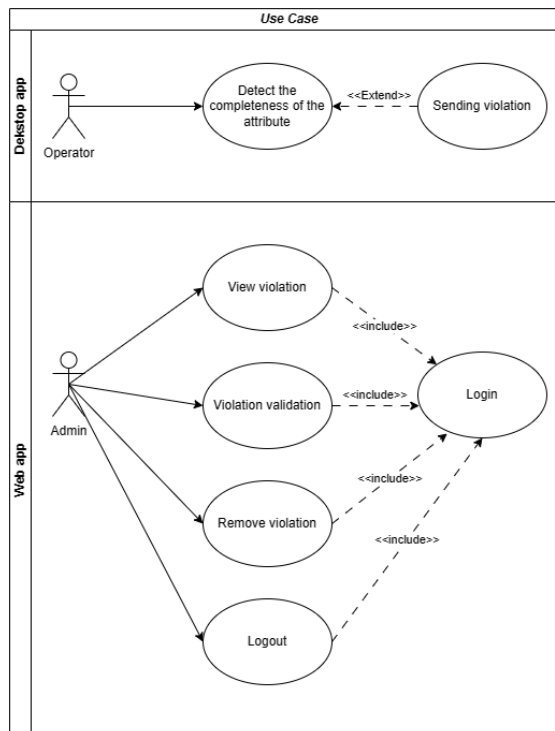 Use Case
Dekstop app
Operator
Detect the
completeness of the
attribute
<<Extend>>
Sending violation
Web app
Admin
View violation
<<include>>
Violation validation
<<include>>
Login
Remove violation
<<include>>
Logout
<<include>>